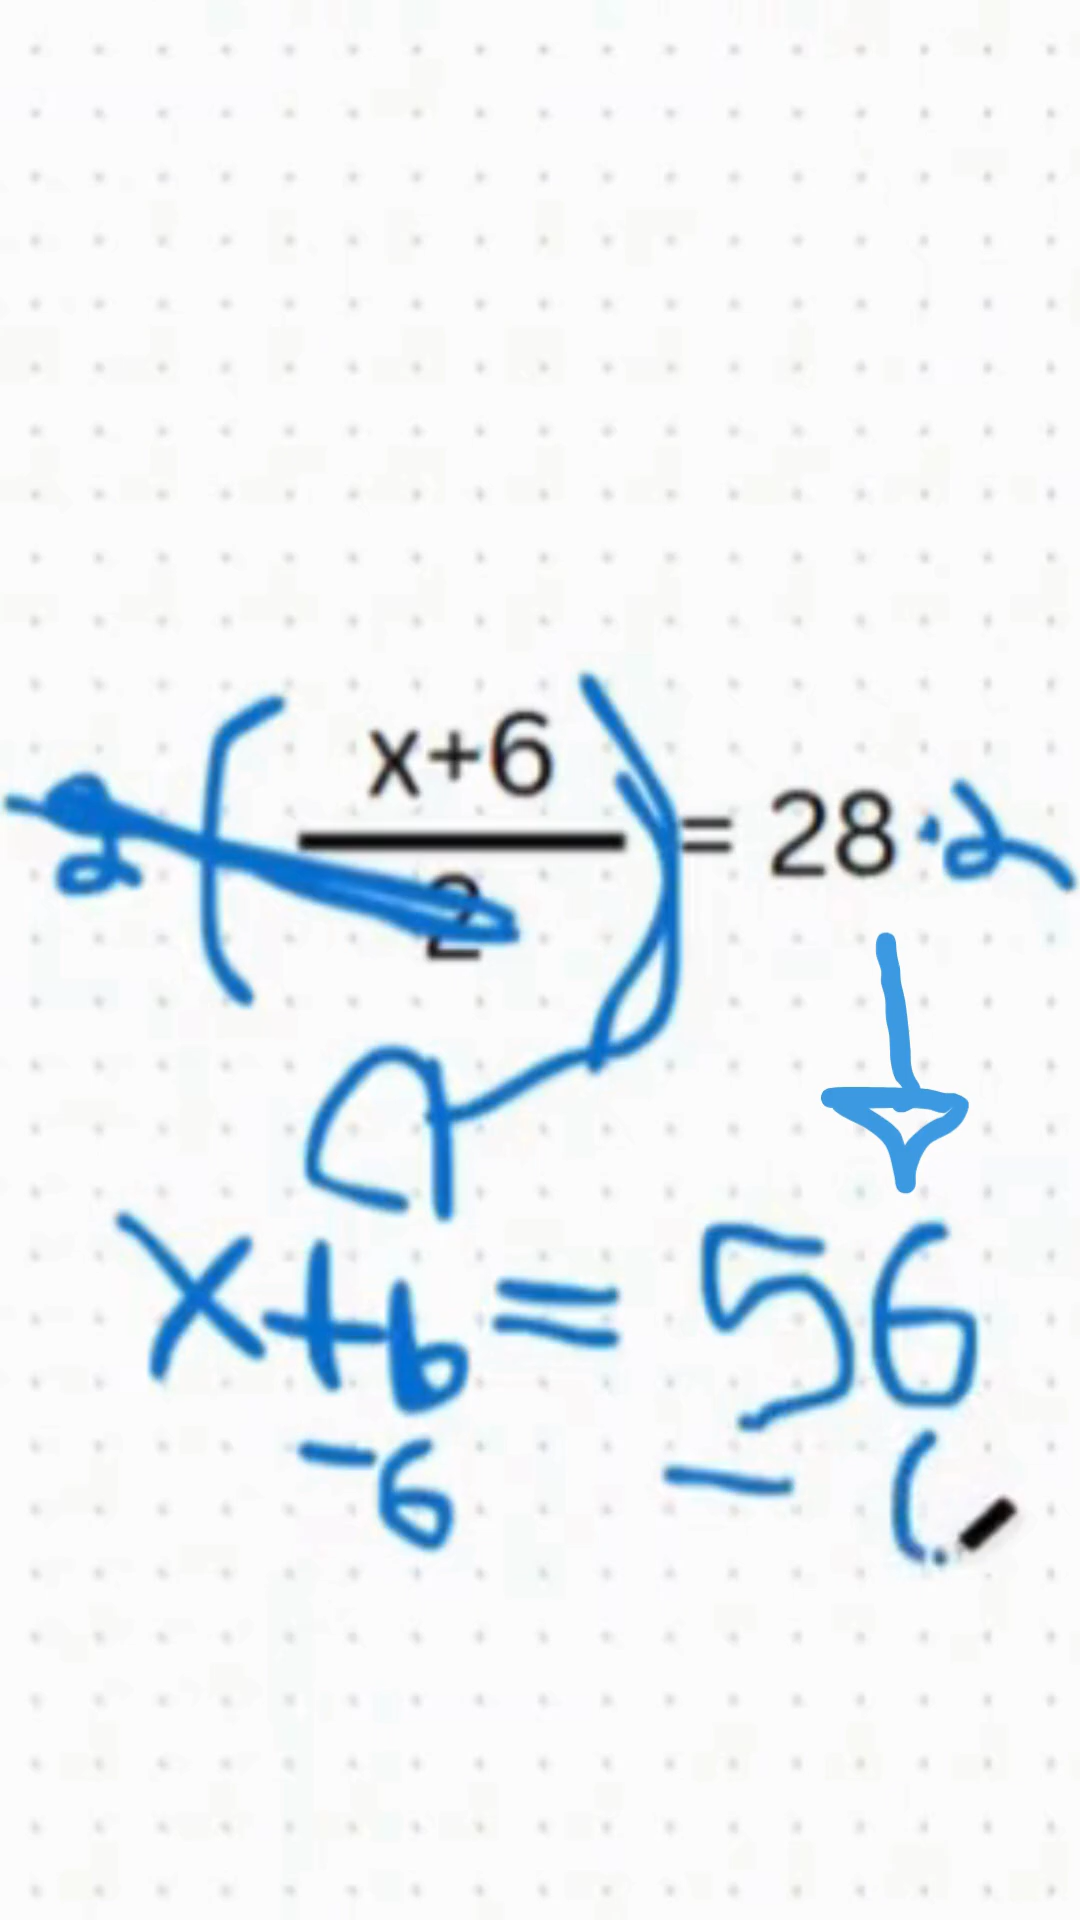 2 ( x+6 / 2 ) = 28 · 2
x+6 = 56
-6 - 6